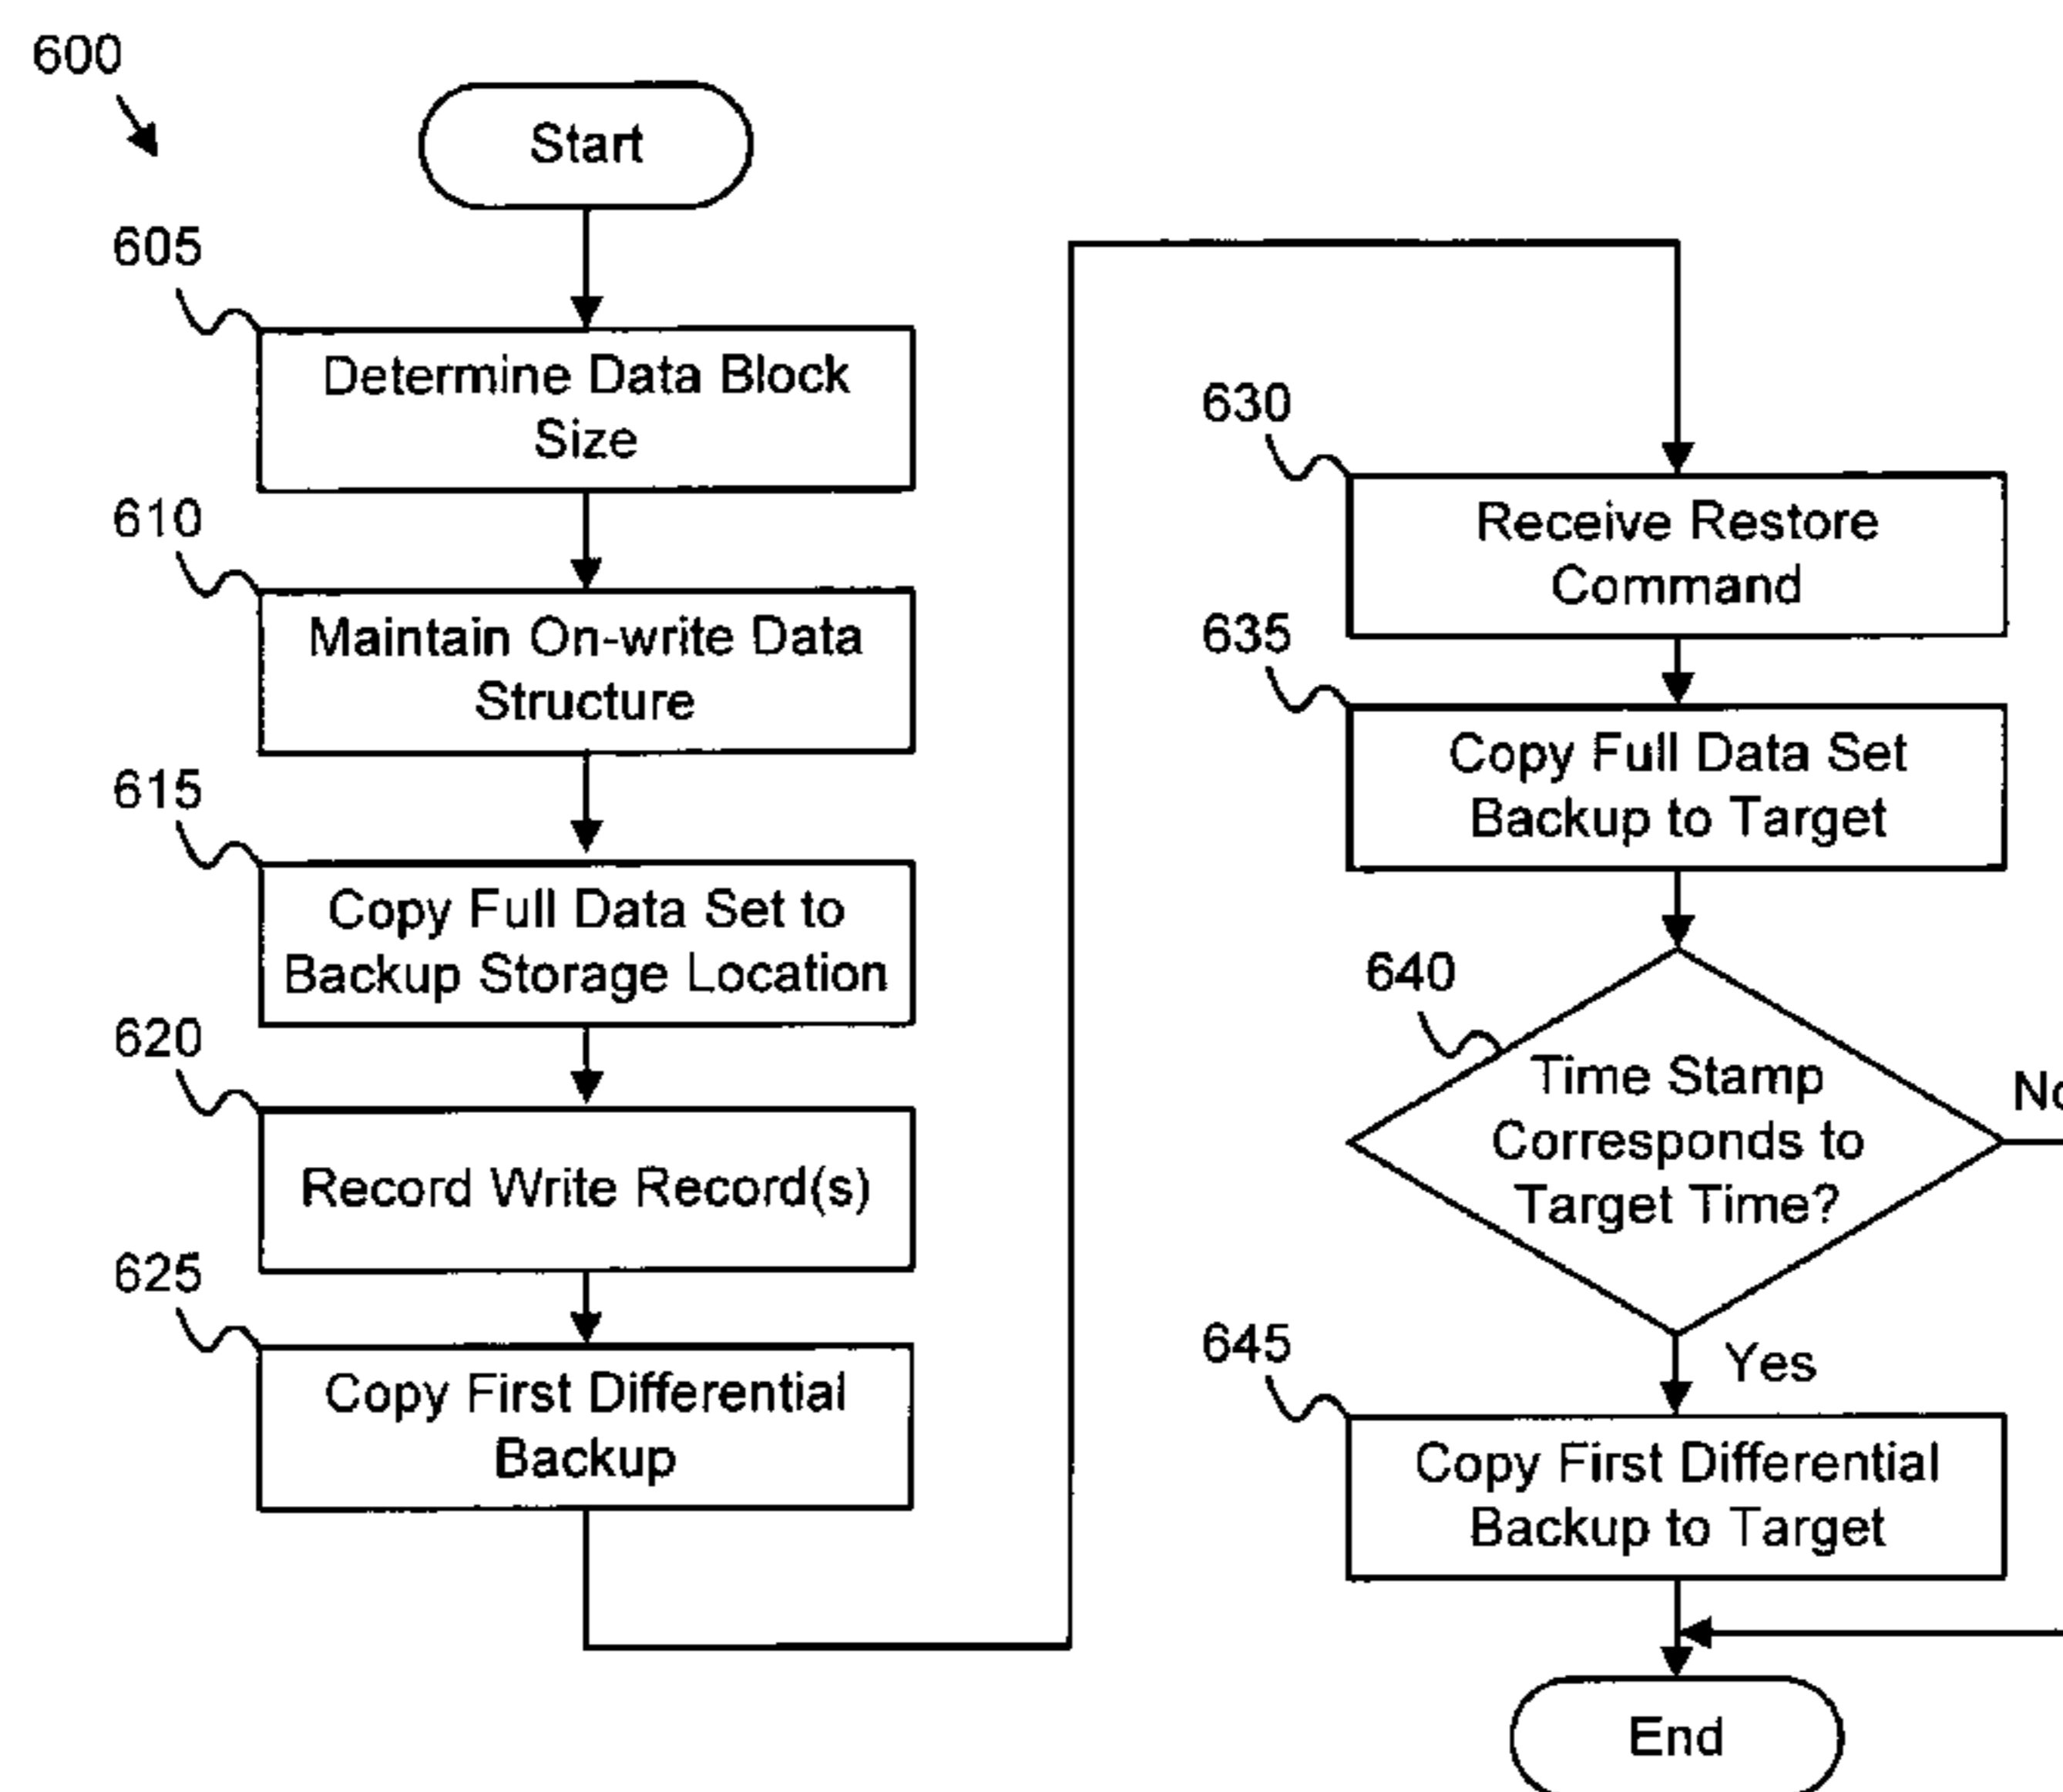 600
Start
605
Determine Data Block
Size
610
Maintain On-write Data
Structure
615
Copy Full Data Set to
Backup Storage Location
620
Record Write Record(s)
625
Copy First Differential
Backup
630
Receive Restore
Command
635
Copy Full Data Set
Backup to Target
640
Time Stamp
Corresponds to
Target Time?
No
Yes
645
Copy First Differential
Backup to Target
End